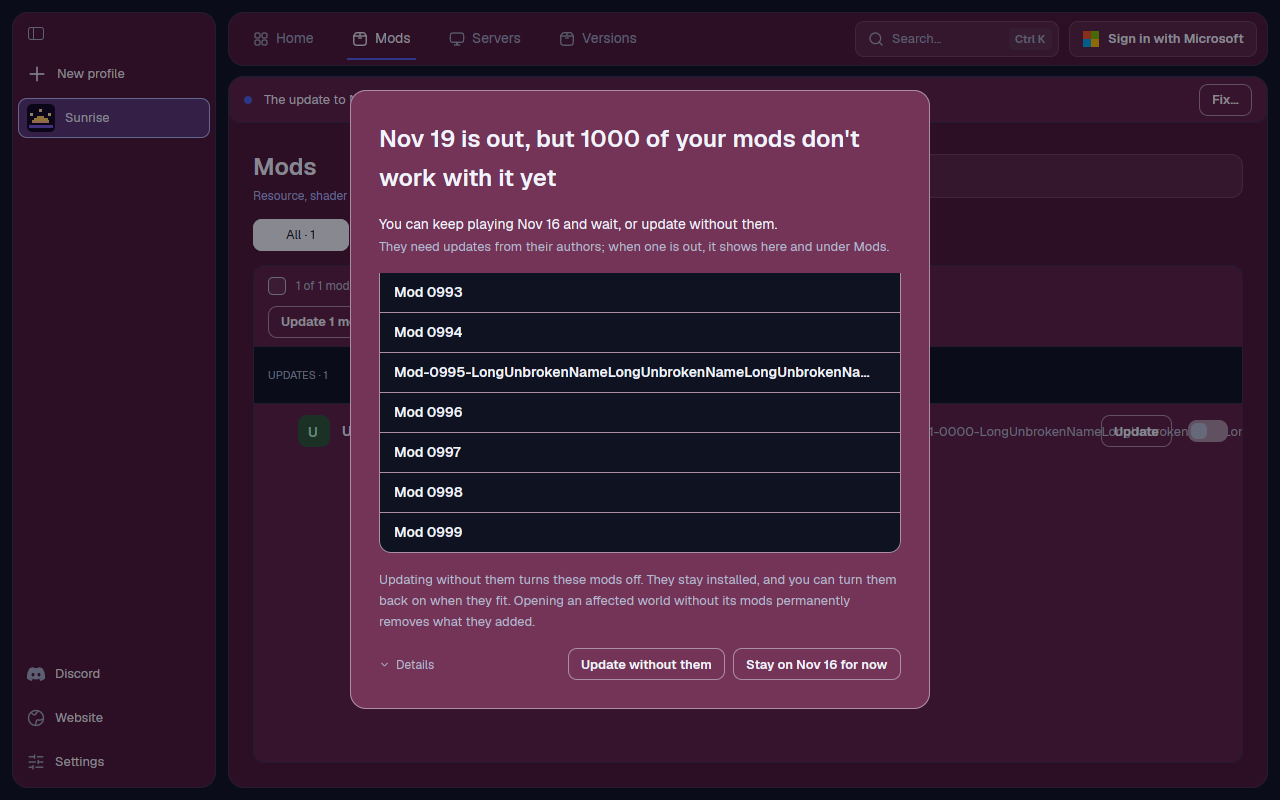 New profile
Sunrise
Discord
Website
Settings
Home
Mods
Servers
Versions
Search...
Ctrl K
Sign in with Microsoft
The update to
Fix...
Mods
Resource, shader
All · 1
1 of 1 mod
Update 1 m
UPDATES · 1
U
U
-0000-LongUnbrokenName
Update
Nov 19 is out, but 1000 of your mods don't
work with it yet
You can keep playing Nov 16 and wait, or update without them.
They need updates from their authors; when one is out, it shows here and under Mods.
Mod 0993
Mod 0994
Mod-0995-LongUnbrokenNameLongUnbrokenNameLongUnbrokenNa...
Mod 0996
Mod 0997
Mod 0998
Mod 0999
Updating without them turns these mods off. They stay installed, and you can turn them
back on when they fit. Opening an affected world without its mods permanently
removes what they added.
Details
Update without them
Stay on Nov 16 for now